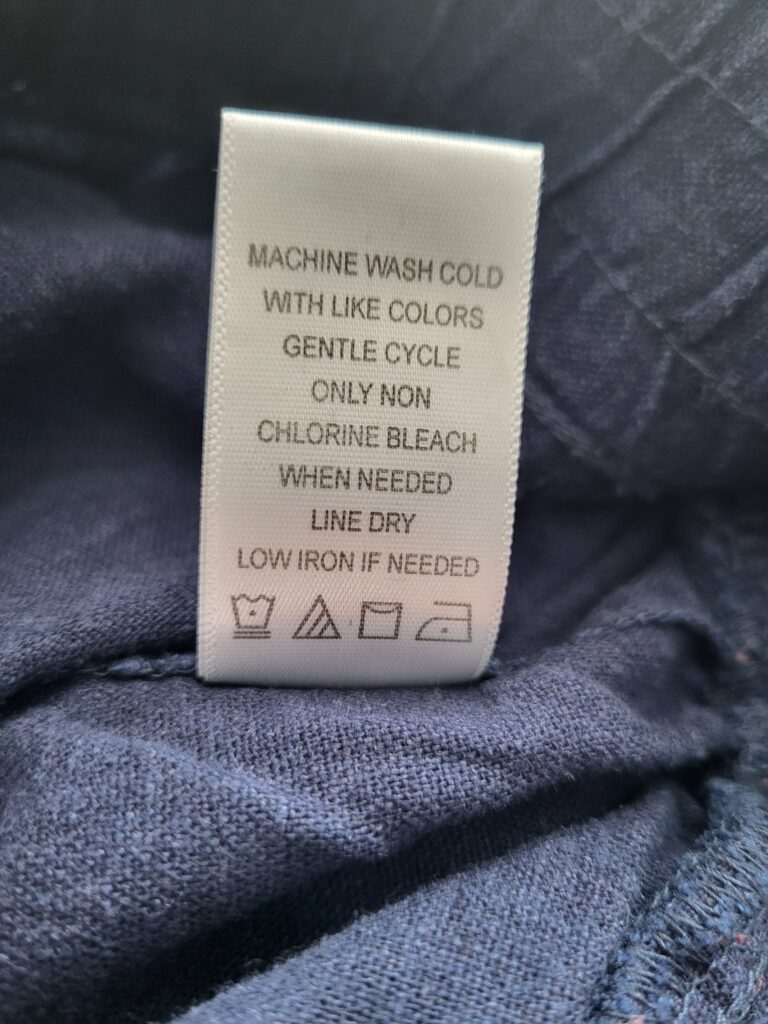 MACHINE WASH COLD
WITH LIKE COLORS
GENTLE CYCLE
ONLY NON
CHLORINE BLEACH
WHEN NEEDED
LINE DRY
LOW IRON IF NEEDED